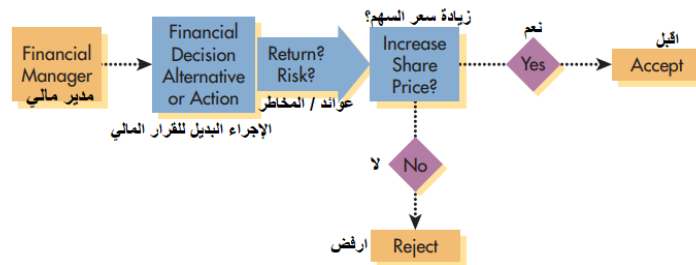 زيادة سعر السهم؟
Financial
Manager
مدير مالي
Financial
Decision
Alternative
or Action
الإجراء البديل للقرار المالي
Return?
Risk?
عوائد / المخاطر
Increase
Share
Price?
نعم
Yes
اقبل
Accept
لا
No
ارفض
Reject